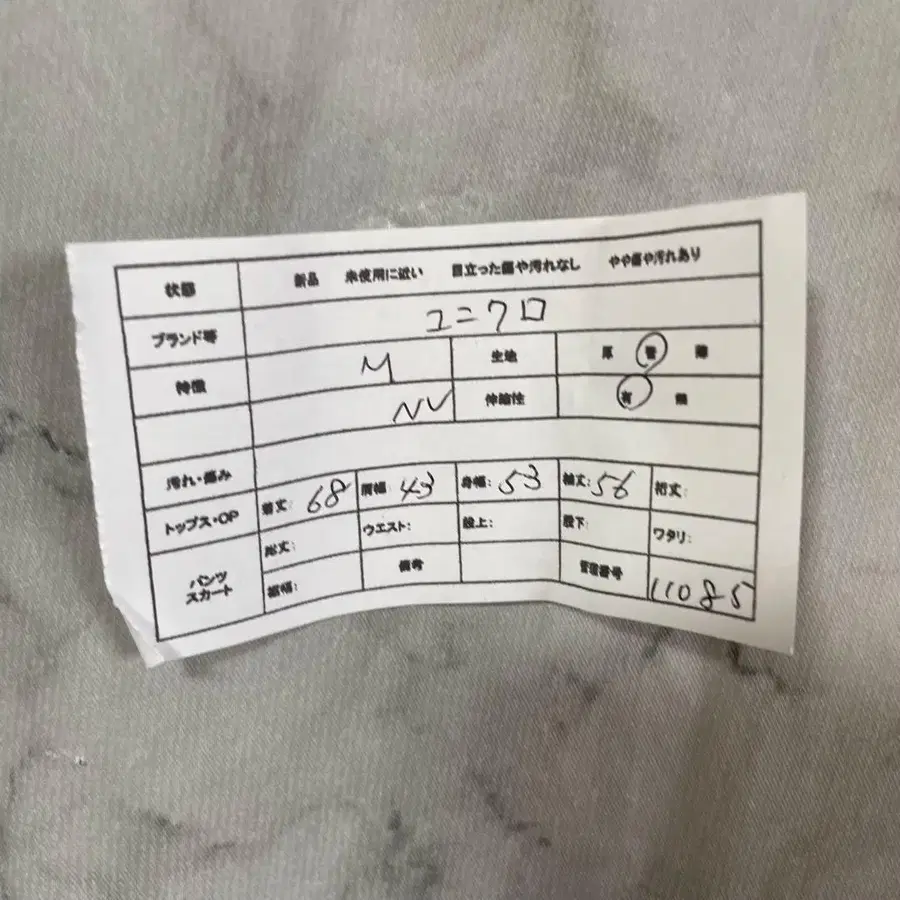 状態 新品 未使用に近い 目立った傷や汚れなし やや傷や汚れあり
ブランド等 ユニクロ
特徴 M 生地 厚 普 薄
NV 伸縮性 有 無
汚れ・痛み
トップス・OP 着丈: 68 肩幅 43 身幅: 53 袖丈: 56 裄丈:
パンツ スカート 総丈: ウエスト: 股上: 股下: ワタリ:
裾幅: 備考 管理番号 11085